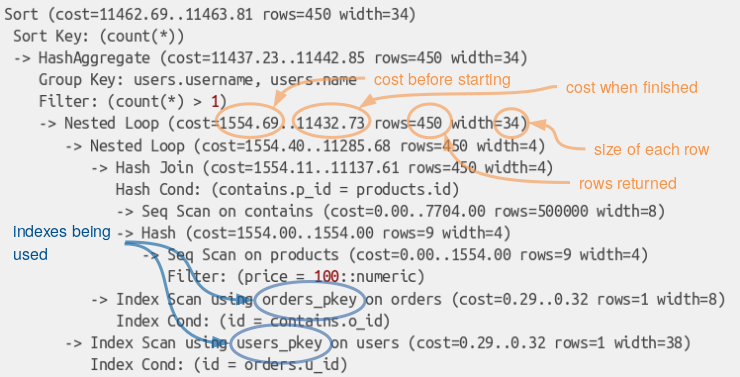 Sort (cost=11462.69..11463.81 rows=450 width=34)
Sort Key: (count(*))
-> HashAggregate (cost=11437.23..11442.85 rows=450 width=34)
Group Key: users.username, users.name
cost before starting
cost when finished
Filter: (count(*) > 1)
-> Nested Loop (cost=1554.69..11432.73 rows=450 width=34)
-> Nested Loop (cost=1554.40..11285.68 rows=450 width=4)
size of each row
-> Hash Join (cost=1554.11..11137.61 rows=450 width=4)
rows returned
Hash Cond: (contains.p_id = products.id)
-> Seq Scan on contains (cost=0.00..7704.00 rows=500000 width=8)
indexes being
used
-> Hash (cost=1554.00..1554.00 rows=9 width=4)
-> Seq Scan on products (cost=0.00..1554.00 rows=9 width=4)
Filter: (price = 100::numeric)
-> Index Scan using orders_pkey on orders (cost=0.29..0.32 rows=1 width=8)
Index Cond: (id = contains.o_id)
-> Index Scan using users_pkey on users (cost=0.29..0.32 rows=1 width=38)
Index Cond: (id = orders.u_id)